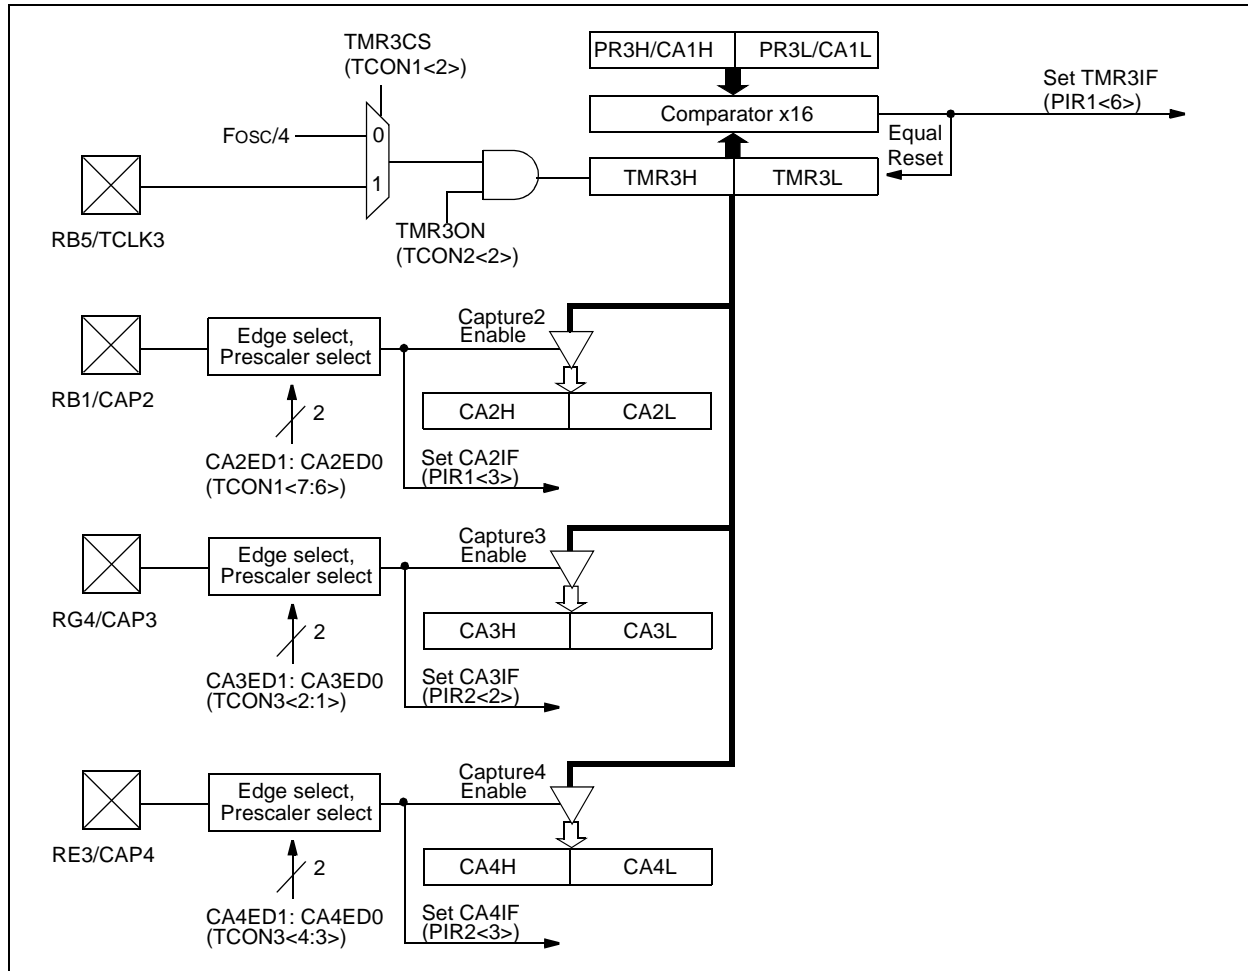 TMR3CS
(TCON1<2>)
PR3H/CA1H
PR3L/CA1L
Set TMR3IF
(PIR1<6>)
Comparator x16
FOSC/4
0
Equal
Reset
1
TMR3H
TMR3L
RB5/TCLK3
TMR3ON
(TCON2<2>)
Edge select,
Prescaler select
Capture2
Enable
RB1/CAP2
2
CA2H
CA2L
CA2ED1: CA2ED0
(TCON1<7:6>)
Set CA2IF
(PIR1<3>)
Edge select,
Prescaler select
Capture3
Enable
RG4/CAP3
2
CA3H
CA3L
CA3ED1: CA3ED0
(TCON3<2:1>)
Set CA3IF
(PIR2<2>)
Edge select,
Prescaler select
Capture4
Enable
RE3/CAP4
2
CA4H
CA4L
CA4ED1: CA4ED0
(TCON3<4:3>)
Set CA4IF
(PIR2<3>)